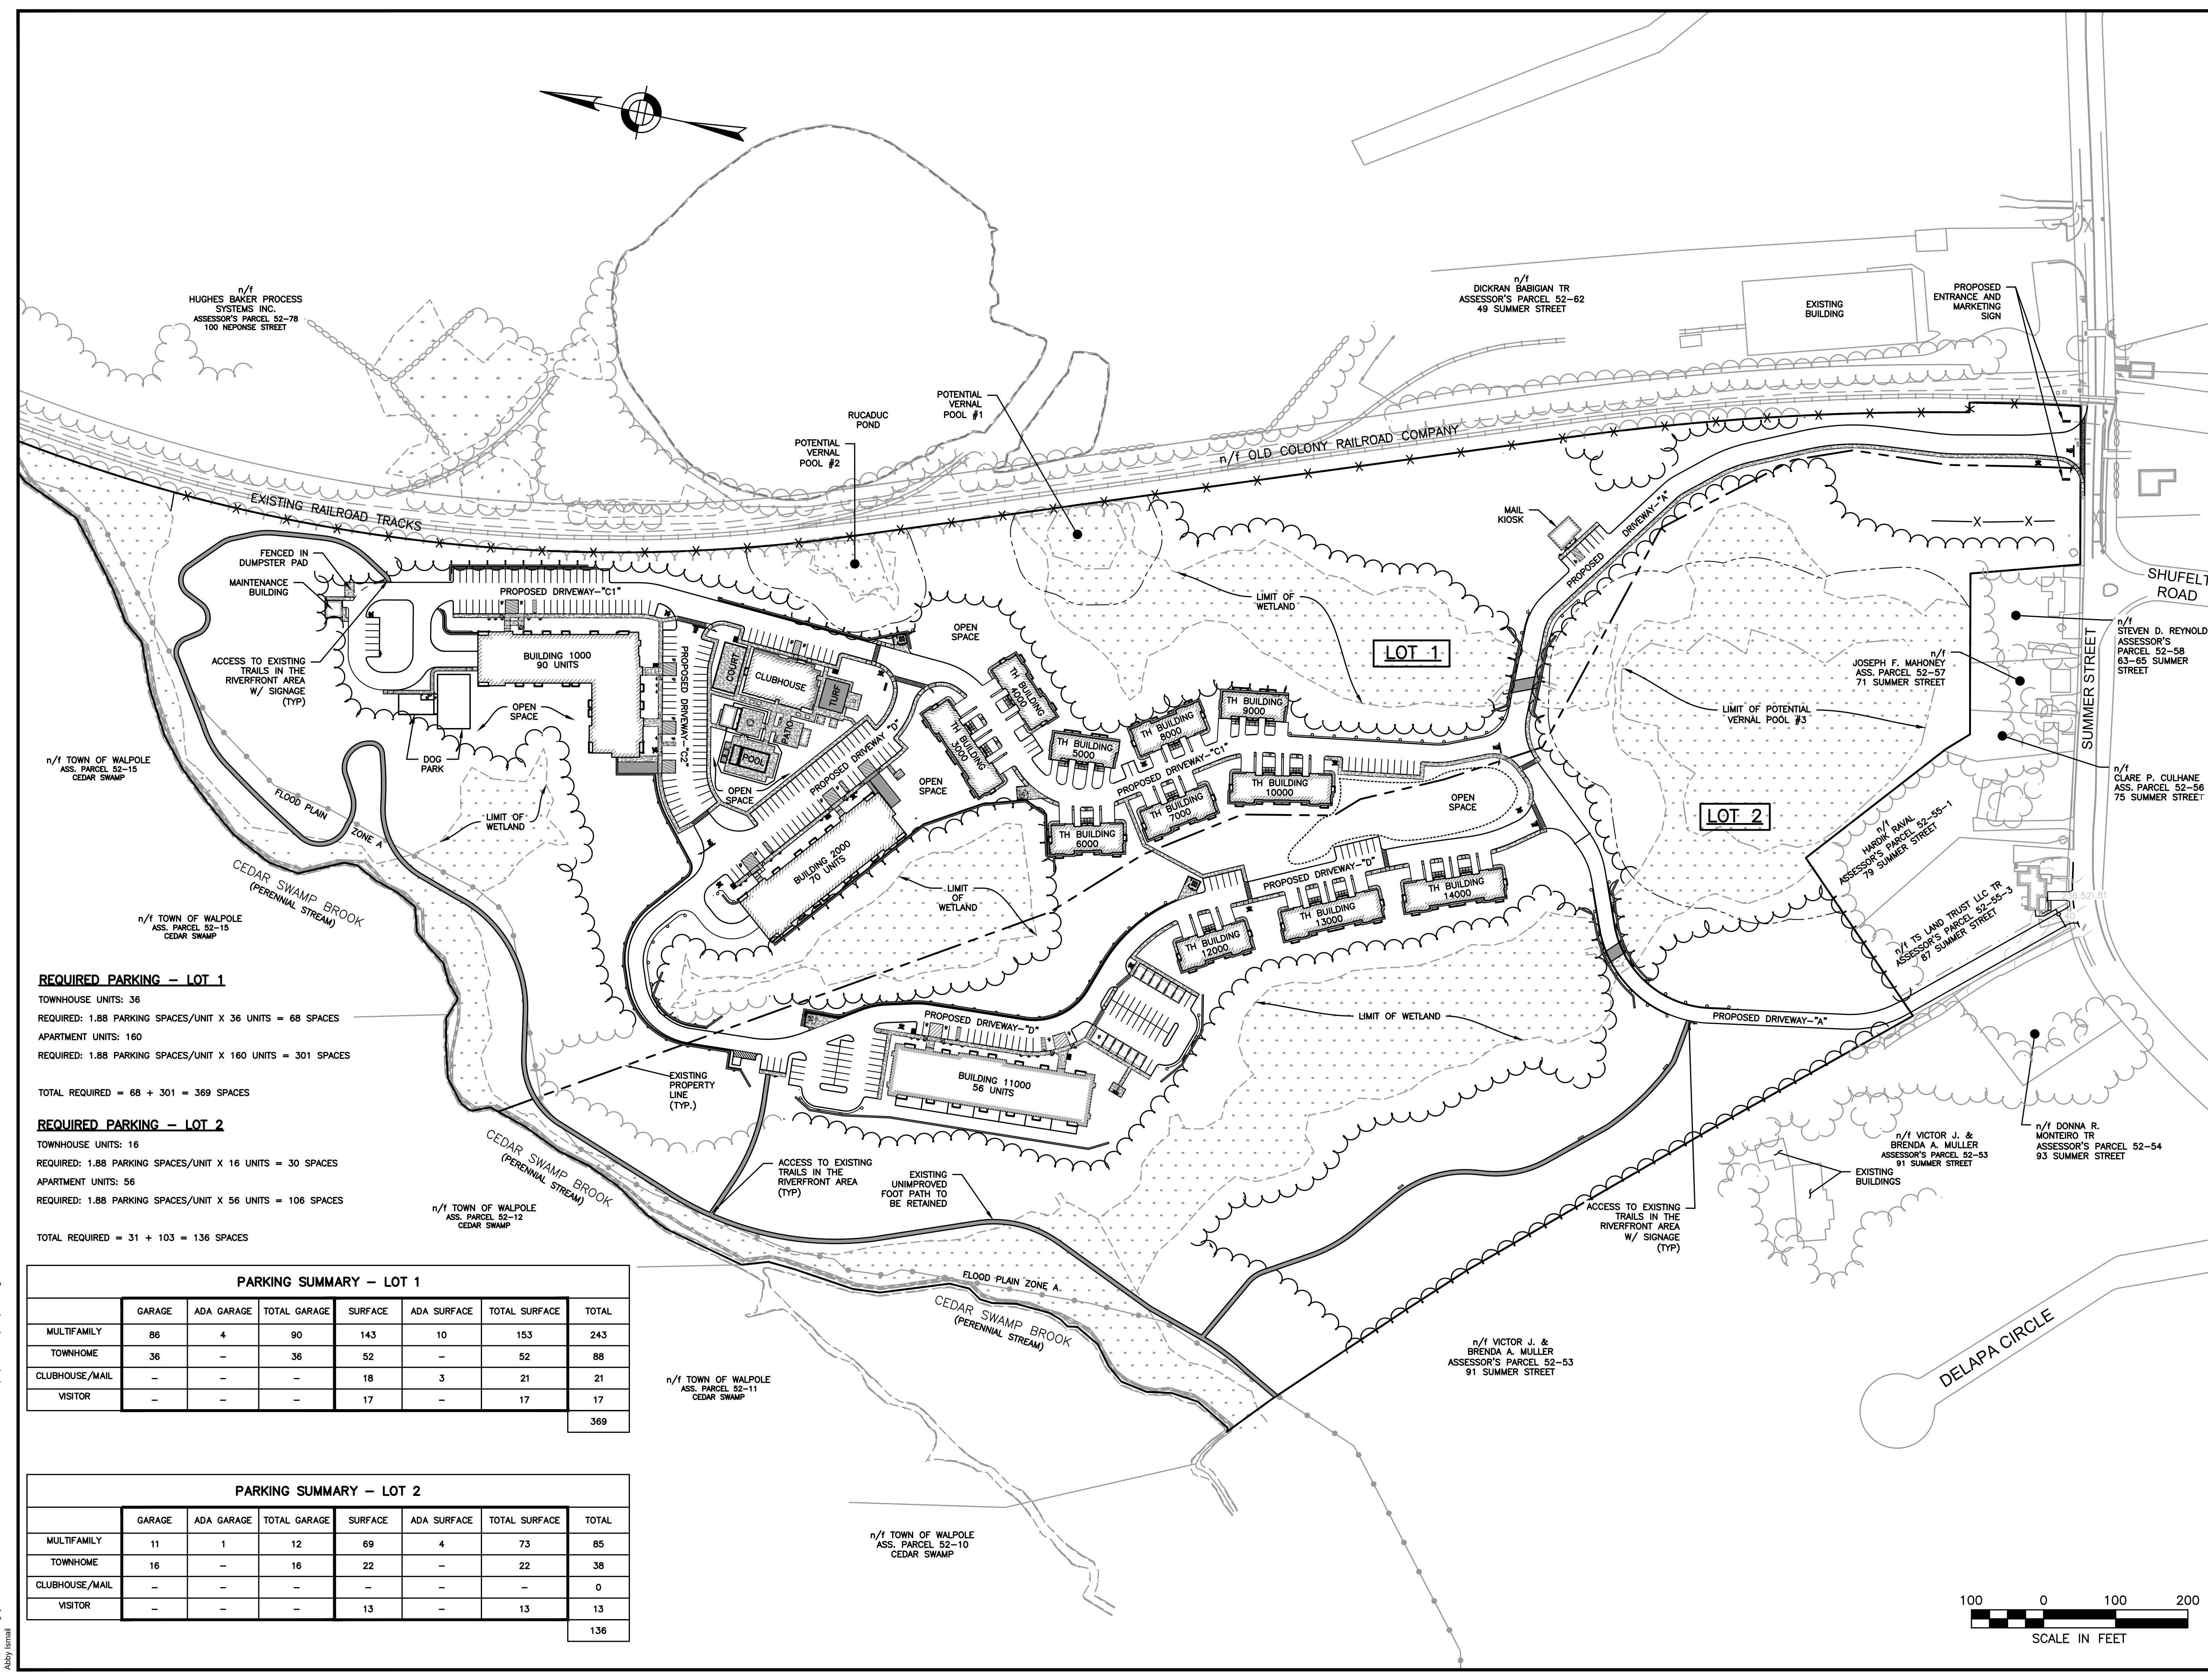 n/f
HUGHES BAKER PROCESS
SYSTEMS INC.
ASSESSOR'S PARCEL 52-78
100 NEPONSE STREET
n/f
DICKRAN BABIGIAN TR
ASSESSOR'S PARCEL 52-62
49 SUMMER STREET
EXISTING
BUILDING
PROPOSED
ENTRANCE AND
MARKETING
SIGN
RUCADUC
POND
POTENTIAL
VERNAL
POOL #1
POTENTIAL
VERNAL
POOL #2
n/f OLD COLONY RAILROAD COMPANY
EXISTING RAILROAD TRACKS
MAIL
KIOSK
PROPOSED DRIVEWAY-"A"
FENCED IN
DUMPSTER PAD
MAINTENANCE
BUILDING
PROPOSED DRIVEWAY-"C1"
ACCESS TO EXISTING
TRAILS IN THE
RIVERFRONT AREA
W/ SIGNAGE
(TYP)
BUILDING 1000
90 UNITS
PROPOSED DRIVEWAY-"C2"
COURT
CLUBHOUSE
TURF
PATIO
POOL
OPEN
SPACE
OPEN
SPACE
OPEN
SPACE
DOG
PARK
PROPOSED DRIVEWAY "D"
OPEN
SPACE
LIMIT OF
WETLAND
LOT 1
TH BUILDING
4000
TH BUILDING
3000
TH BUILDING
5000
TH BUILDING
8000
TH BUILDING
9000
PROPOSED DRIVEWAY-"C1"
TH BUILDING
10000
TH BUILDING
7000
TH BUILDING
6000
OPEN
SPACE
LIMIT OF POTENTIAL
VERNAL POOL #3
LOT 2
SHUFELT
ROAD
SUMMER STREET
n/f
STEVEN D. REYNOLD
ASSESSOR'S
PARCEL 52-58
63-65 SUMMER
STREET
n/f
JOSEPH F. MAHONEY
ASS. PARCEL 52-57
71 SUMMER STREET
n/f
CLARE P. CULHANE
ASS. PARCEL 52-56
75 SUMMER STREET
n/f
HARDIK RAVAL
ASSESSOR'S PARCEL 52-55-1
79 SUMMER STREET
n/f TS LAND TRUST LLC TR
ASSESSOR'S PARCEL 52-55-3
87 SUMMER STREET
n/f TOWN OF WALPOLE
ASS. PARCEL 52-15
CEDAR SWAMP
FLOOD PLAIN
ZONE A
LIMIT OF
WETLAND
CEDAR SWAMP BROOK
(PERENNIAL STREAM)
n/f TOWN OF WALPOLE
ASS. PARCEL 52-15
CEDAR SWAMP
BUILDING 2000
70 UNITS
LIMIT
OF
WETLAND
PROPOSED DRIVEWAY-"D"
TH BUILDING
12000
TH BUILDING
13000
TH BUILDING
14000
LIMIT OF WETLAND
PROPOSED DRIVEWAY-"A"
PROPOSED DRIVEWAY-"D"
BUILDING 11000
56 UNITS
EXISTING
PROPERTY
LINE
(TYP.)
REQUIRED PARKING – LOT 1
TOWNHOUSE UNITS: 36
REQUIRED: 1.88 PARKING SPACES/UNIT X 36 UNITS = 68 SPACES
APARTMENT UNITS: 160
REQUIRED: 1.88 PARKING SPACES/UNIT X 160 UNITS = 301 SPACES
TOTAL REQUIRED = 68 + 301 = 369 SPACES
REQUIRED PARKING – LOT 2
TOWNHOUSE UNITS: 16
REQUIRED: 1.88 PARKING SPACES/UNIT X 16 UNITS = 30 SPACES
APARTMENT UNITS: 56
REQUIRED: 1.88 PARKING SPACES/UNIT X 56 UNITS = 106 SPACES
TOTAL REQUIRED = 31 + 103 = 136 SPACES
CEDAR SWAMP BROOK
(PERENNIAL STREAM)
n/f TOWN OF WALPOLE
ASS. PARCEL 52-12
CEDAR SWAMP
ACCESS TO EXISTING
TRAILS IN THE
RIVERFRONT AREA
(TYP)
EXISTING
UNIMPROVED
FOOT PATH TO
BE RETAINED
n/f VICTOR J. &
BRENDA A. MULLER
ASSESSOR'S PARCEL 52-53
91 SUMMER STREET
EXISTING
BUILDINGS
n/f DONNA R.
MONTEIRO TR
ASSESSOR'S PARCEL 52-54
93 SUMMER STREET
ACCESS TO EXISTING
TRAILS IN THE
RIVERFRONT AREA
W/ SIGNAGE
(TYP)
FLOOD PLAIN ZONE A
CEDAR SWAMP BROOK
(PERENNIAL STREAM)
n/f VICTOR J. &
BRENDA A. MULLER
ASSESSOR'S PARCEL 52-53
91 SUMMER STREET
DELAPA CIRCLE
n/f TOWN OF WALPOLE
ASS. PARCEL 52-11
CEDAR SWAMP
n/f TOWN OF WALPOLE
ASS. PARCEL 52-10
CEDAR SWAMP
PARKING SUMMARY – LOT 1
GARAGE ADA GARAGE TOTAL GARAGE SURFACE ADA SURFACE TOTAL SURFACE TOTAL
MULTIFAMILY 86 4 90 143 10 153 243
TOWNHOME 36 – 36 52 – 52 88
CLUBHOUSE/MAIL – – – 18 3 21 21
VISITOR – – – 17 – 17 17
369
PARKING SUMMARY – LOT 2
GARAGE ADA GARAGE TOTAL GARAGE SURFACE ADA SURFACE TOTAL SURFACE TOTAL
MULTIFAMILY 11 1 12 69 4 73 85
TOWNHOME 16 – 16 22 – 22 38
CLUBHOUSE/MAIL – – – – – – 0
VISITOR – – – 13 – 13 13
136
100 0 100 200
SCALE IN FEET
Abby Ismail